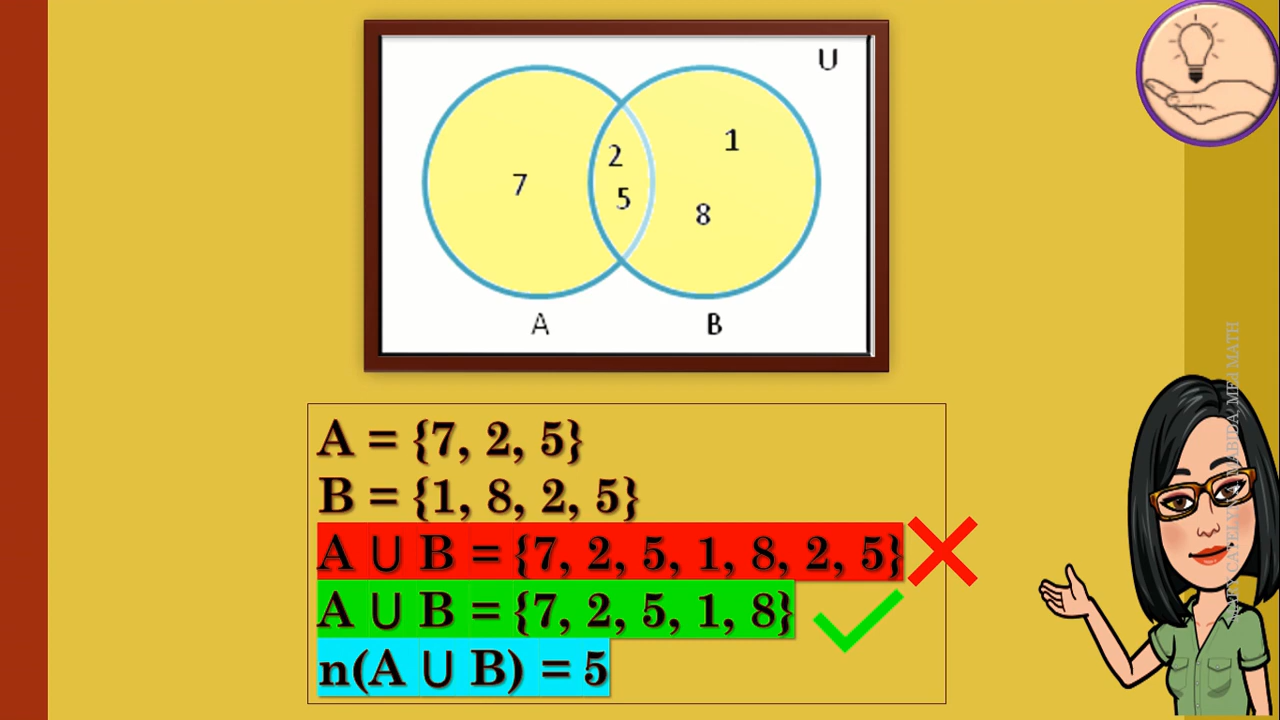 U
7
2
5
1
8
A B
A = {7, 2, 5}
B = {1, 8, 2, 5}
A ∪ B = {7, 2, 5, 1, 8, 2, 5}
A ∪ B = {7, 2, 5, 1, 8}
n(A ∪ B) = 5
MATH